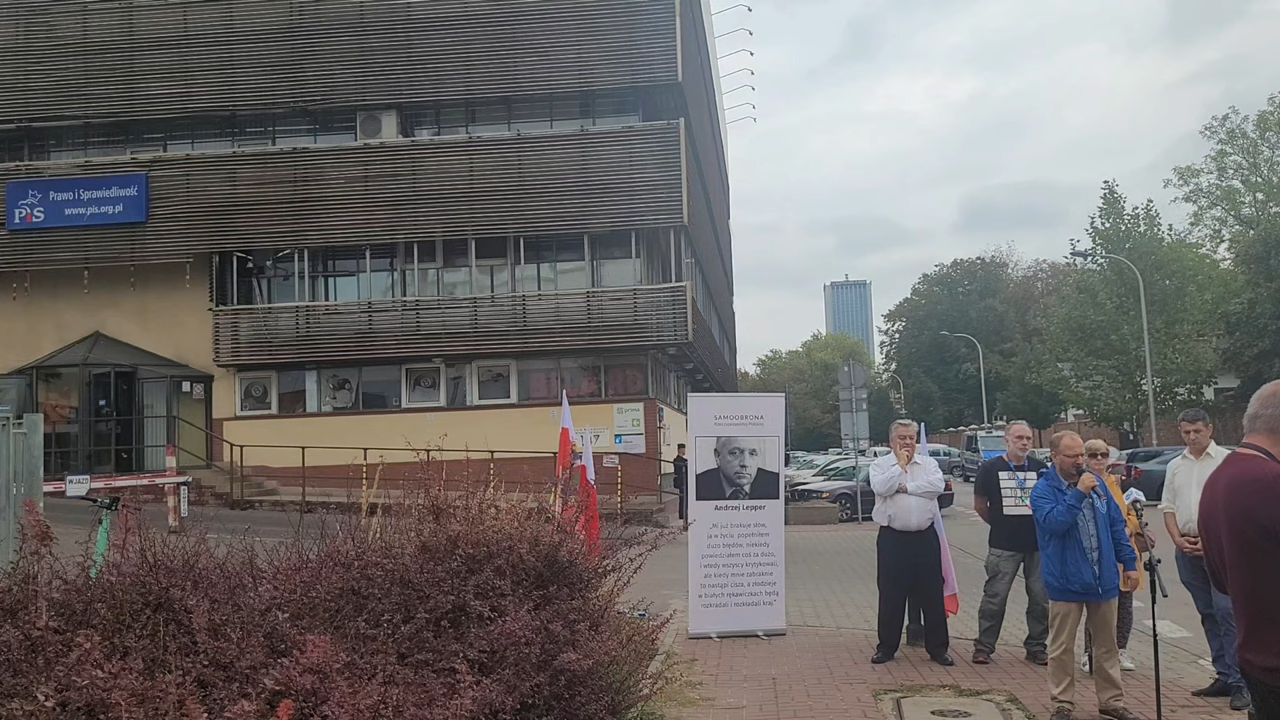 Prawo i Sprawiedliwość
PiS
www.pis.org.pl
WJAZD
BILARD
prima
SAMOOBRONA
Andrzej Lepper
„Mi już brakuje słów,
ja w życiu popełniłem
dużo błędów, niekiedy
powiedziałem coś za dużo,
i wtedy wszyscy krytykowali,
ale kiedy mnie zabraknie
to nastąpi cisza, a złodzieje
w białych rękawiczkach będą
rozkradali i rozkładali kraj.”